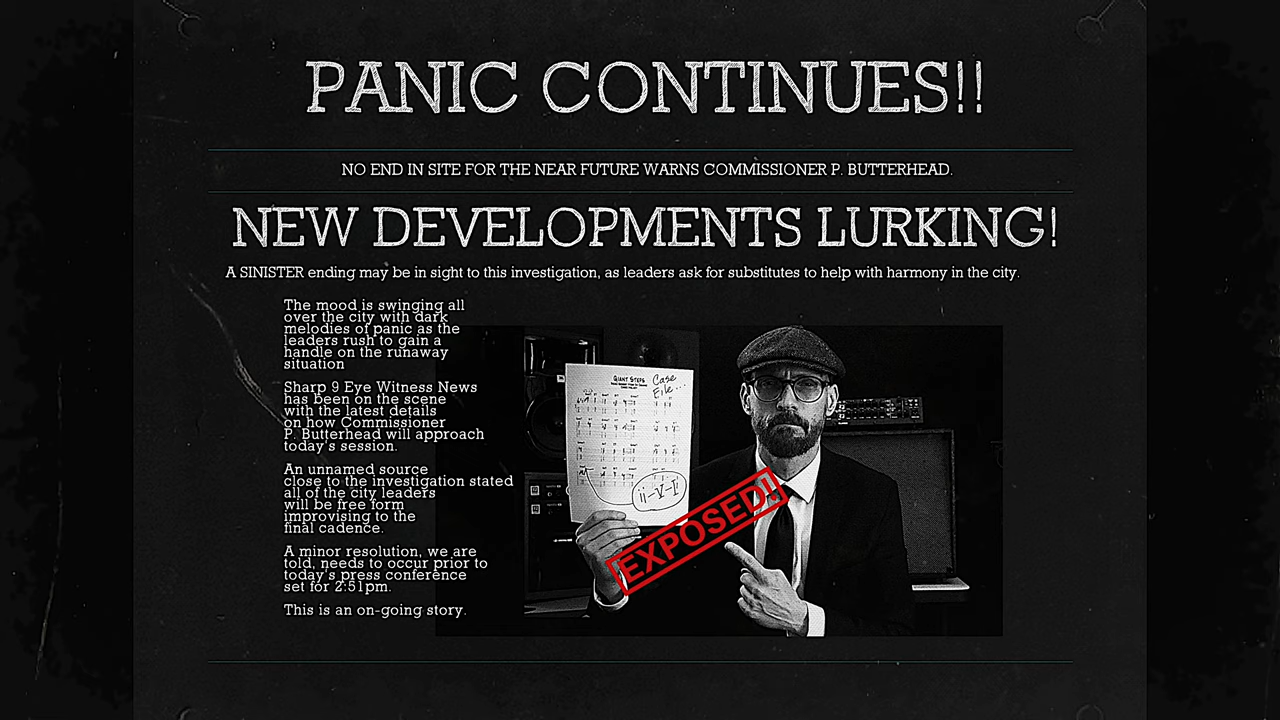 PANIC CONTINUES!!
NO END IN SITE FOR THE NEAR FUTURE WARNS COMMISSIONER P. BUTTERHEAD.
NEW DEVELOPMENTS LURKING!
A SINISTER ending may be in sight to this investigation, as leaders ask for substitutes to help with harmony in the city.
The mood is swinging all
over the city with dark
melodies of panic as the
leaders rush to gain a
handle on the runaway
situation
Sharp 9 Eye Witness News
has been on the scene
with the latest details
on how Commissioner
P. Butterhead will approach
today's session.
An unnamed source
close to the investigation stated
all of the city leaders
will be free form
improvising to the
final cadence.
A minor resolution, we are
told, needs to occur prior to
today's press conference
set for 2:51pm.
This is an on-going story.
GIANT STEPS
Case
File...
ii-V-I
EXPOSED!